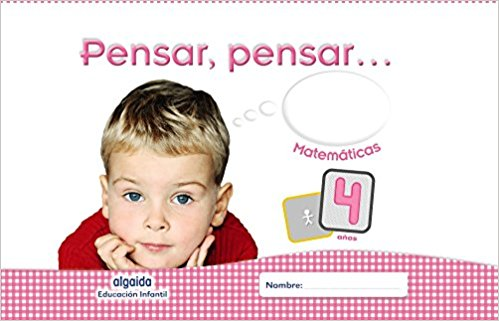 Pensar, pensar...
Matemáticas
4
años
algaida
Educación Infantil
Nombre: